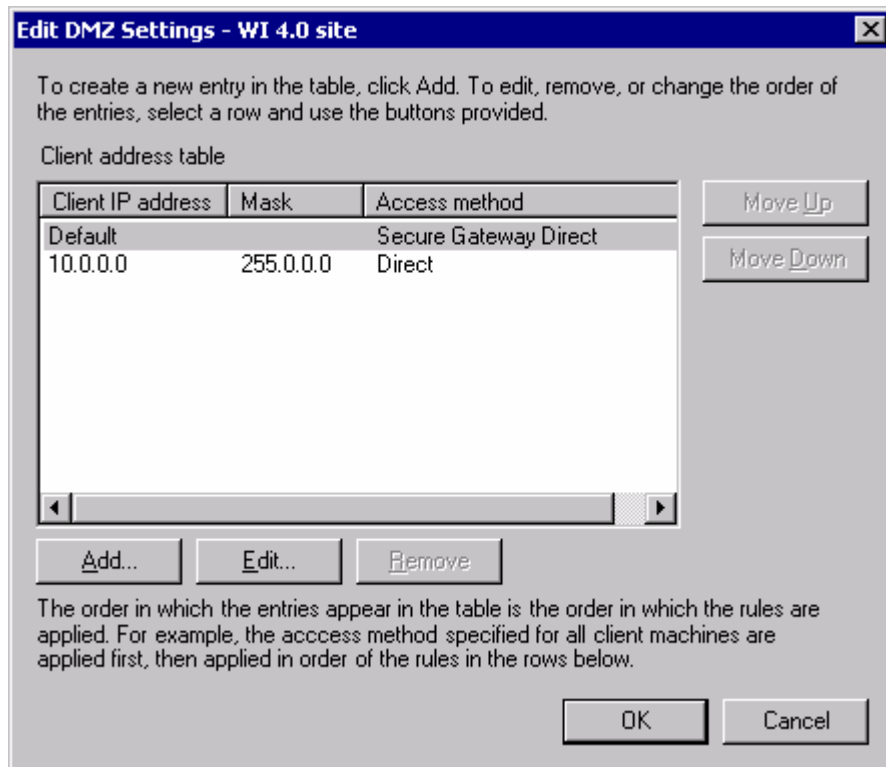 Edit DMZ Settings - WI 4.0 site
To create a new entry in the table, click Add. To edit, remove, or change the order of
the entries, select a row and use the buttons provided.
Client address table
Client IP address Mask Access method
Default Secure Gateway Direct
10.0.0.0 255.0.0.0 Direct
Move Up
Move Down
Add... Edit... Remove
The order in which the entries appear in the table is the order in which the rules are
applied. For example, the acccess method specified for all client machines are
applied first, then applied in order of the rules in the rows below.
OK Cancel